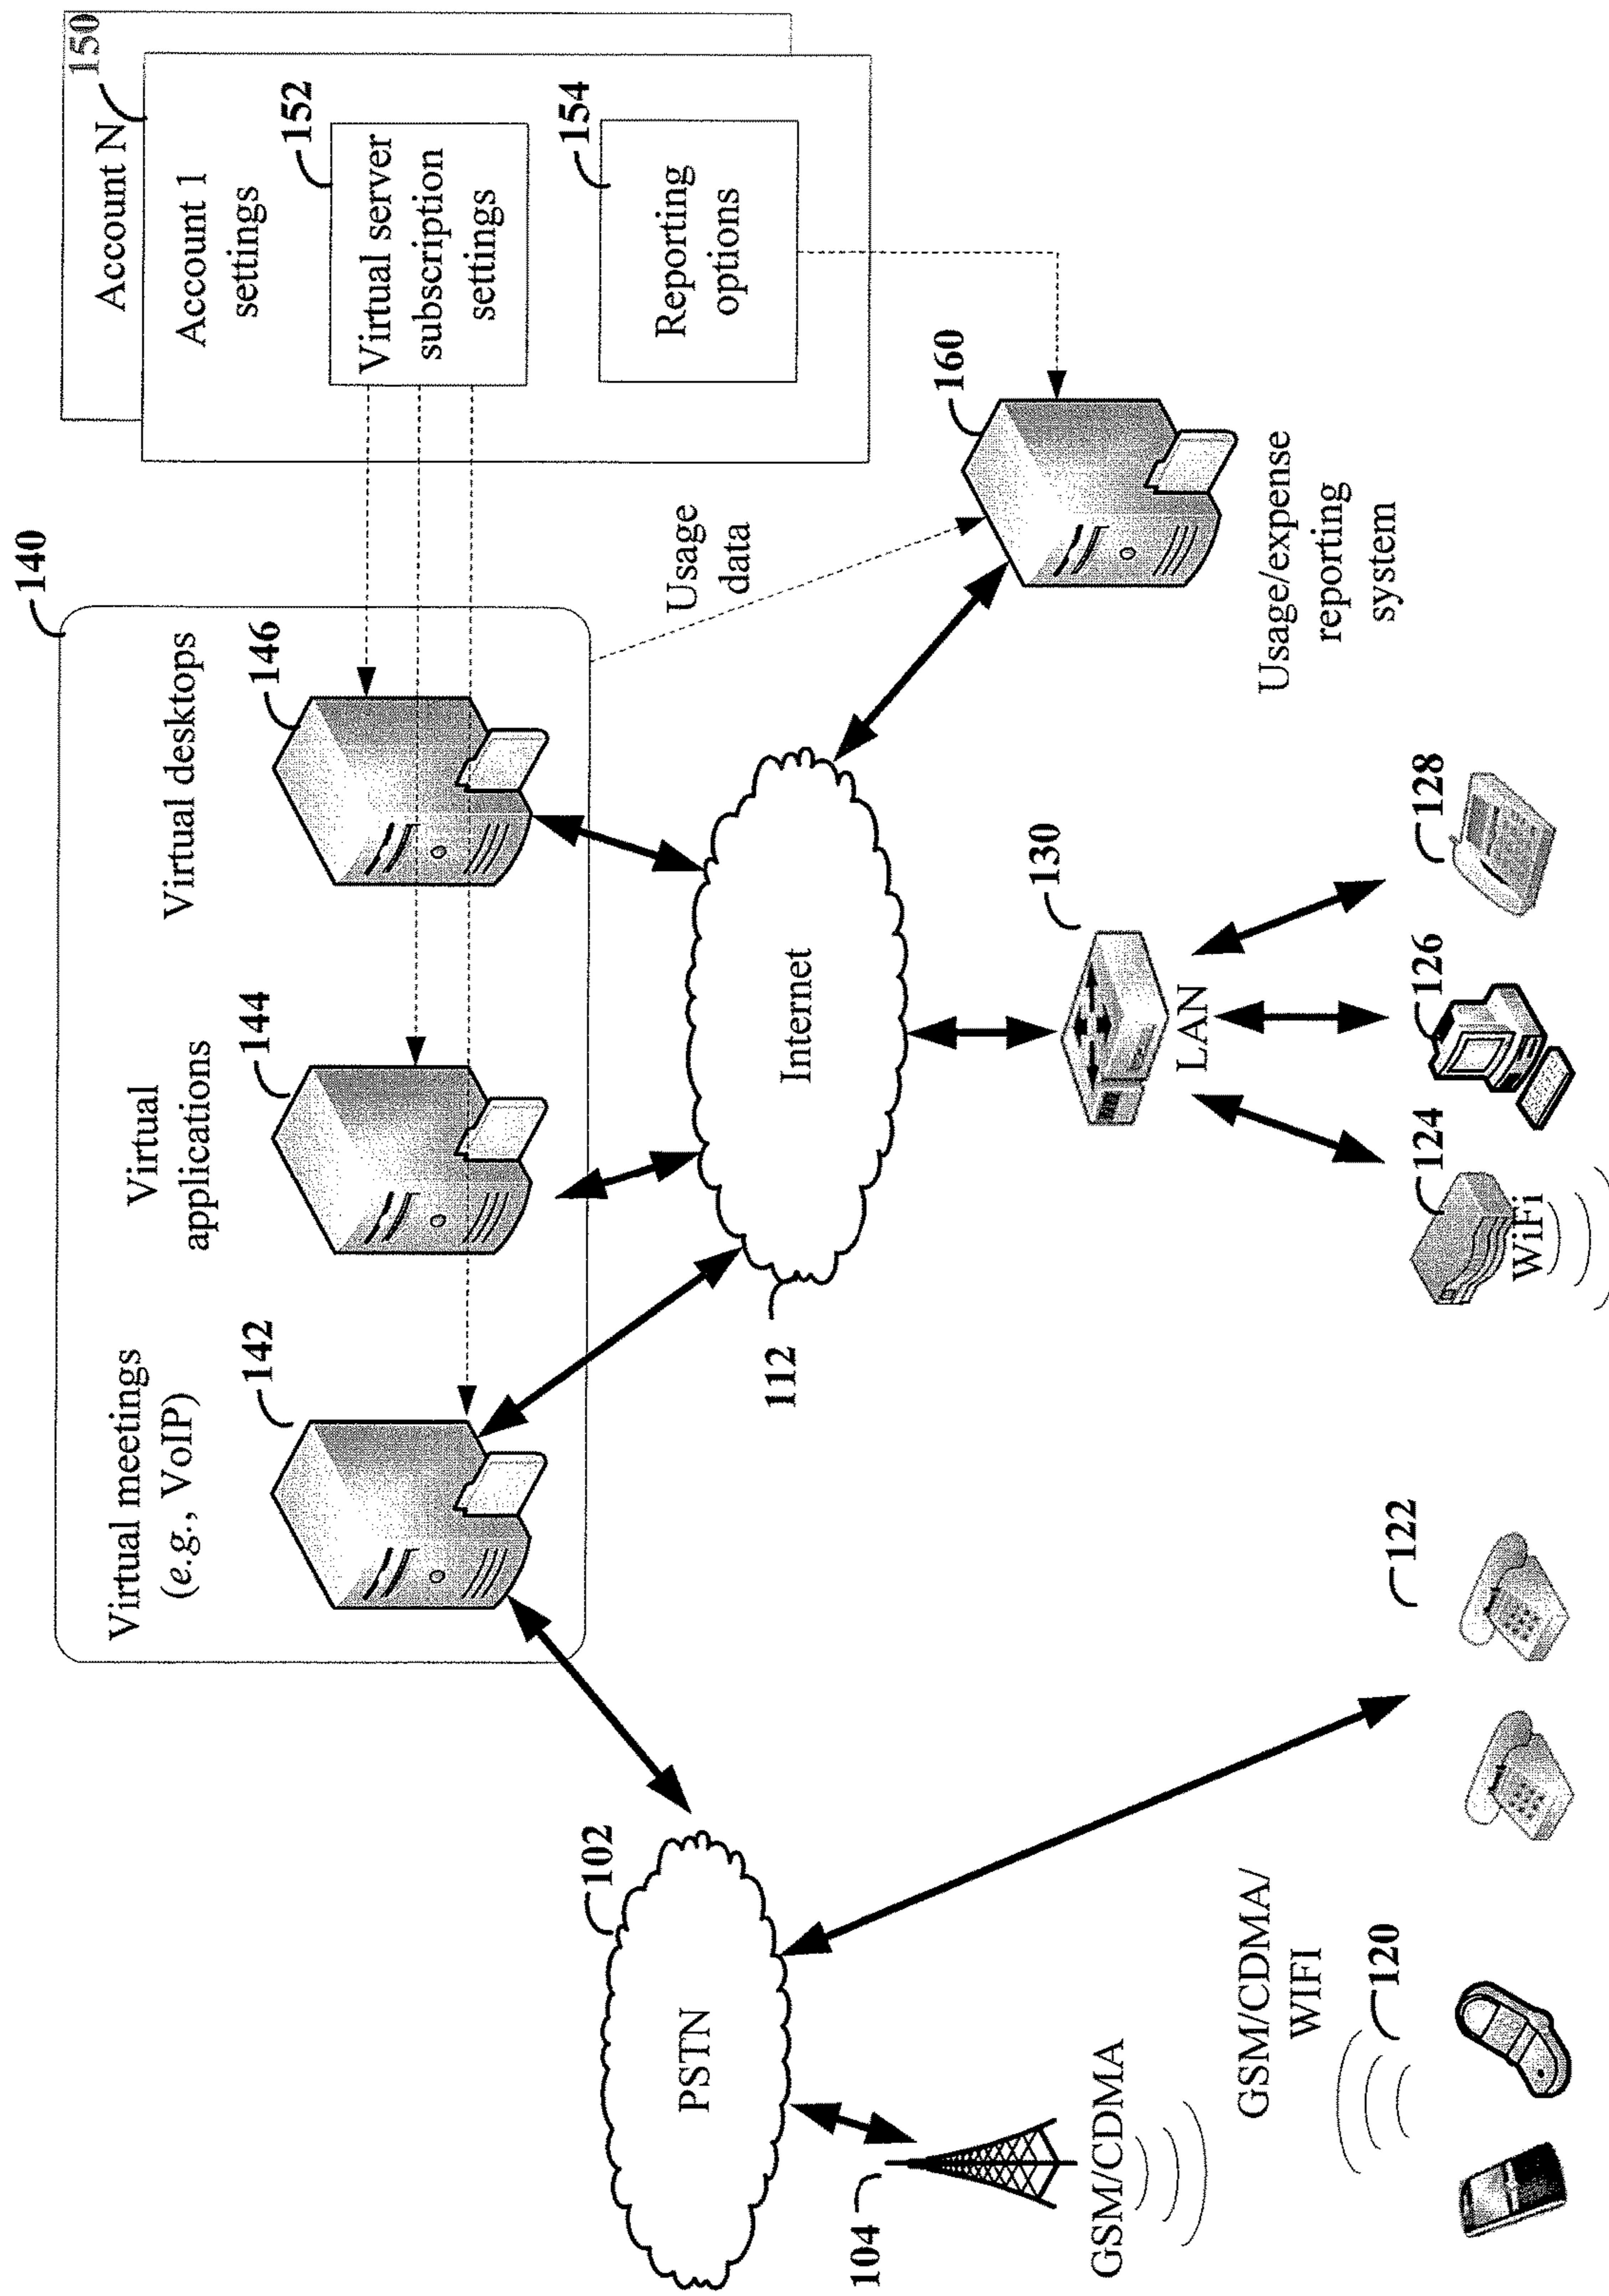 140
Virtual meetings
(e.g., VoIP)
142
Virtual
applications
144
Virtual desktops
146
Account N
150
Account 1
settings
152
Virtual server
subscription
settings
154
Reporting
options
Usage
data
160
Usage/expense
reporting
system
102
PSTN
112
Internet
104
GSM/CDMA
GSM/CDMA/
WIFI
120
122
130
LAN
124
WiFi
126
128